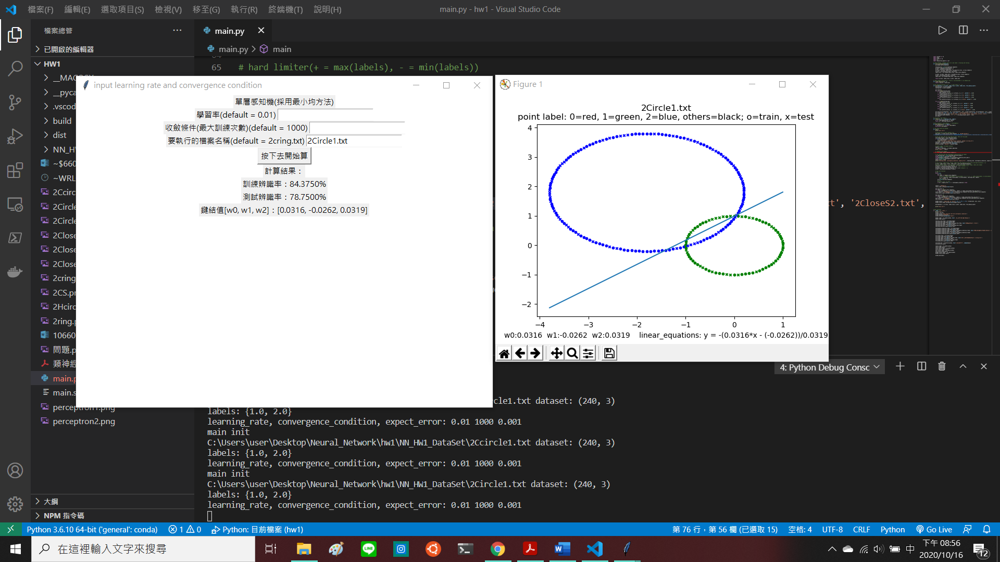 檔案(F) 編輯(E) 選取項目(S) 檢視(V) 移至(G) 執行(R) 終端機(T) 說明(H)
main.py - hw1 - Visual Studio Code
檔案總管
main.py
已開啟的編輯器
main.py > main
HW1
65 # hard limiter(+ = max(labels), - = min(labels))
__pyca
.vscod
build
dist
NN_H
~$660
~WRL
2Ccirc
2Circle
2Circle
2Close
2Close
2Close
2cring
2CS.pr
2Hcirc
2ring.p
10660
問題.p
類神經
main.p
main.s
perceptron1.png
perceptron2.png
大綱
NPM 指令碼
input learning rate and convergence condition
單層感知機(採用最小均方法)
學習率(default = 0.01)
收斂條件(最大訓練次數)(default = 1000)
要執行的檔案名稱(default = 2cring.txt) 2Circle1.txt
按下去開始算
計算結果：
訓練辨識率：84.3750%
測試辨識率：78.7500%
鍵結值[w0, w1, w2]：[0.0316, -0.0262, 0.0319]
Figure 1
2Circle1.txt
point label: 0=red, 1=green, 2=blue, others=black; o=train, x=test
4
3
2
1
0
−1
−2
−4 −3 −2 −1 0 1
w0:0.0316 w1:-0.0262 w2:0.0319 linear_equations: y = -(0.0316*x - (-0.0262))/0.0319
t', '2CloseS2.txt',
4: Python Debug Consc
cle1.txt dataset: (240, 3)
labels: {1.0, 2.0}
learning_rate, convergence_condition, expect_error: 0.01 1000 0.001
main init
C:\Users\user\Desktop\Neural_Network\hw1\NN_HW1_DataSet\2Ccircle1.txt dataset: (240, 3)
labels: {1.0, 2.0}
learning_rate, convergence_condition, expect_error: 0.01 1000 0.001
main init
C:\Users\user\Desktop\Neural_Network\hw1\NN_HW1_DataSet\2Circle1.txt dataset: (240, 3)
labels: {1.0, 2.0}
learning_rate, convergence_condition, expect_error: 0.01 1000 0.001
Python 3.6.10 64-bit ('general': conda) 1 0 Python: 目前檔案 (hw1)
第 76 行，第 56 欄 (已選取 15) 空格: 4 UTF-8 CRLF Python Go Live
在這裡輸入文字來搜尋
LINE
中
下午 08:56
2020/10/16
12